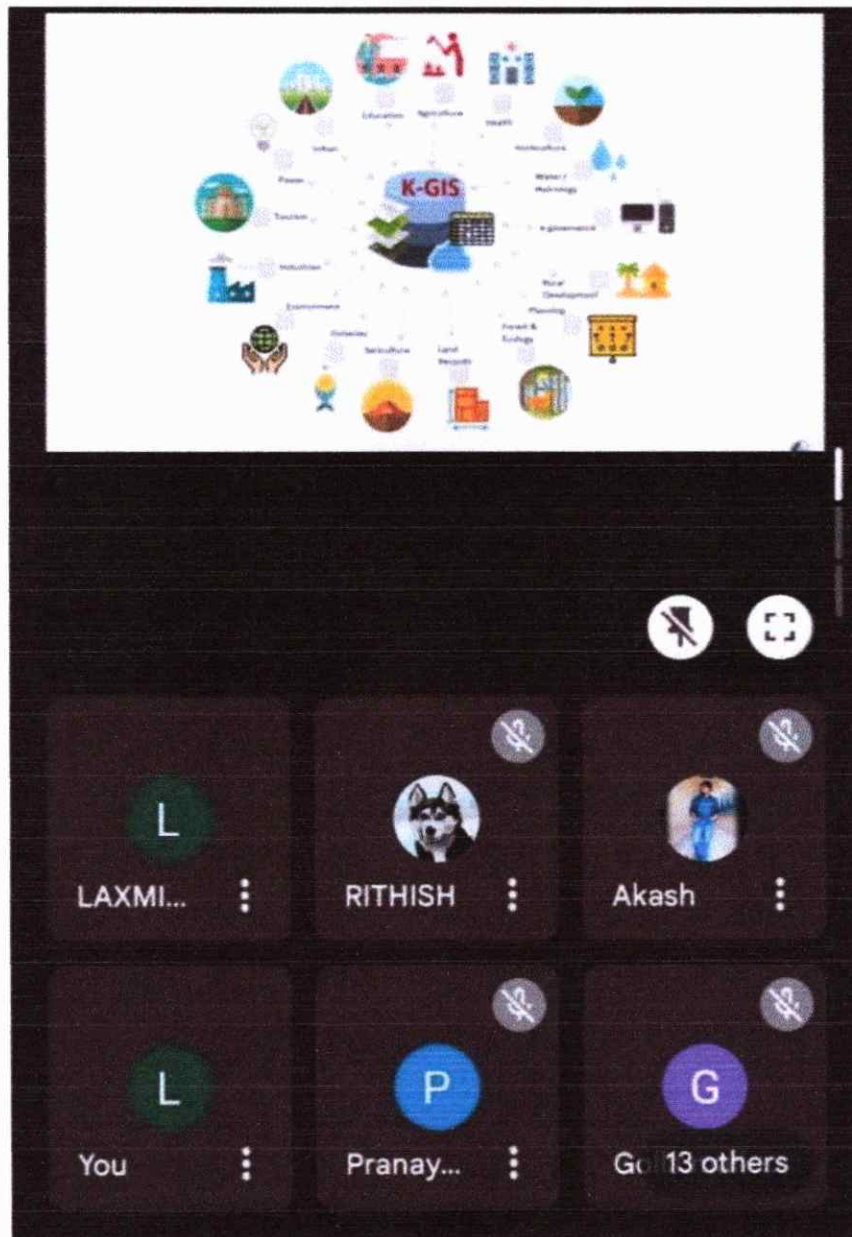 Education
Agriculture
Health
Horticulture
Water /
Hydrology
e-governance
Rural
Development
Planning
Forest &
Ecology
Land
Records
Sericulture
Fisheries
Environment
Industries
Tourism
Power
Urban
K-GIS
L
LAXMI...
RITHISH
Akash
L
You
P
Pranay...
G
13 others